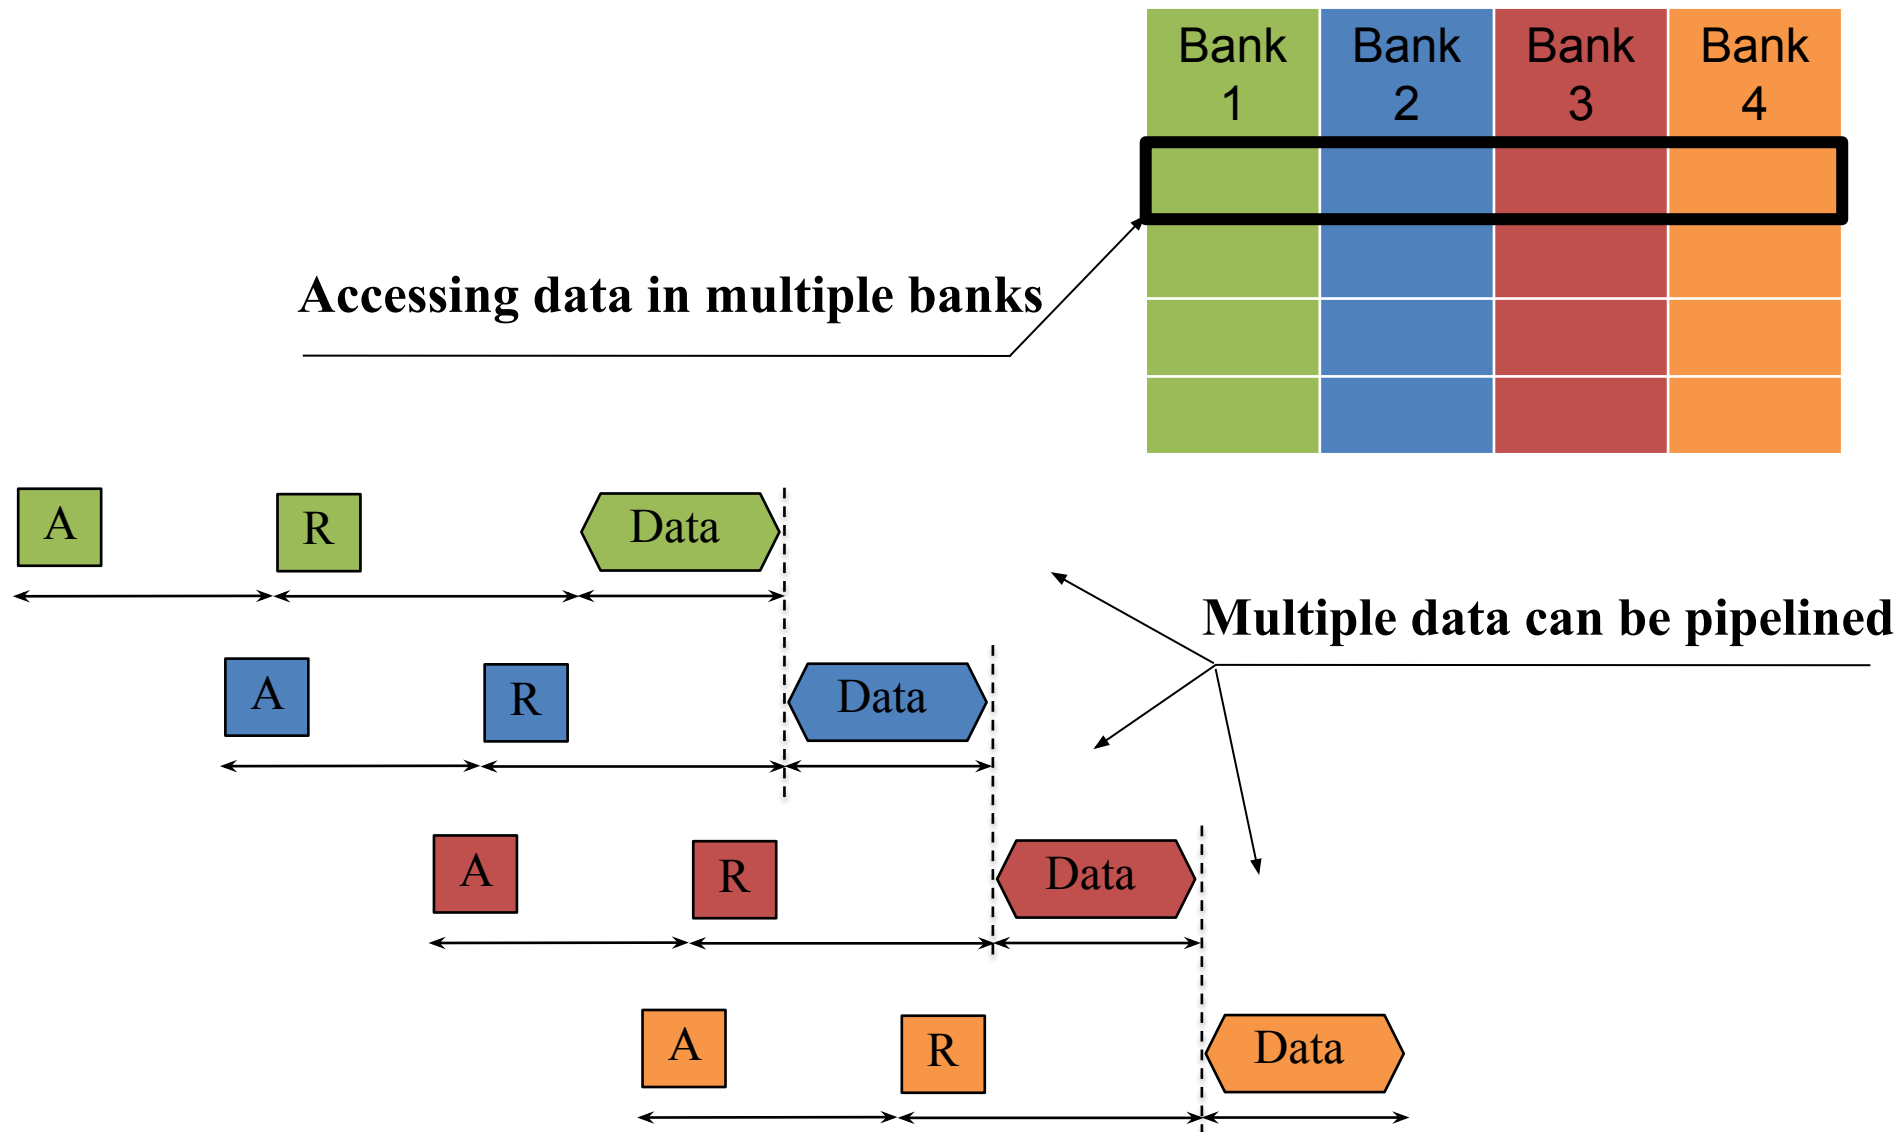 Bank Bank Bank Bank
1 2 3 4
Accessing data in multiple banks
A R Data
Multiple data can be pipelined
A R Data
A R Data
A R Data